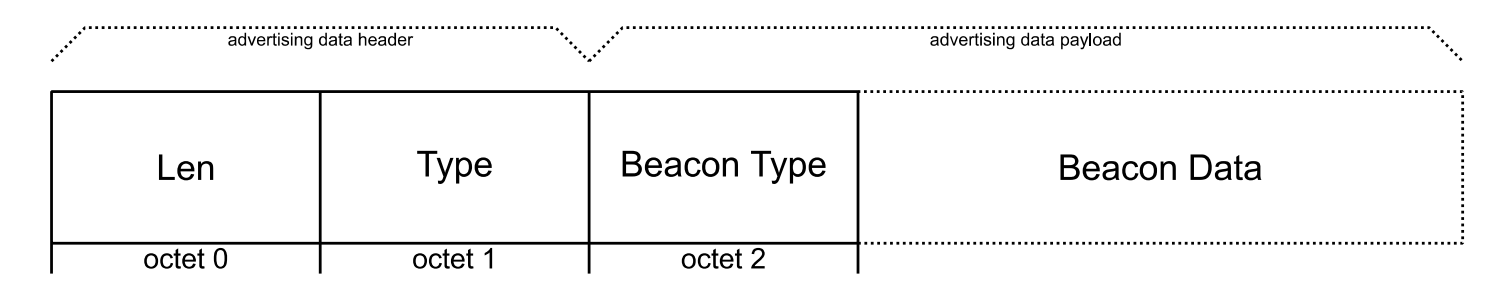 advertising data header
advertising data payload
Len
Type
Beacon Type
Beacon Data
octet 0
octet 1
octet 2